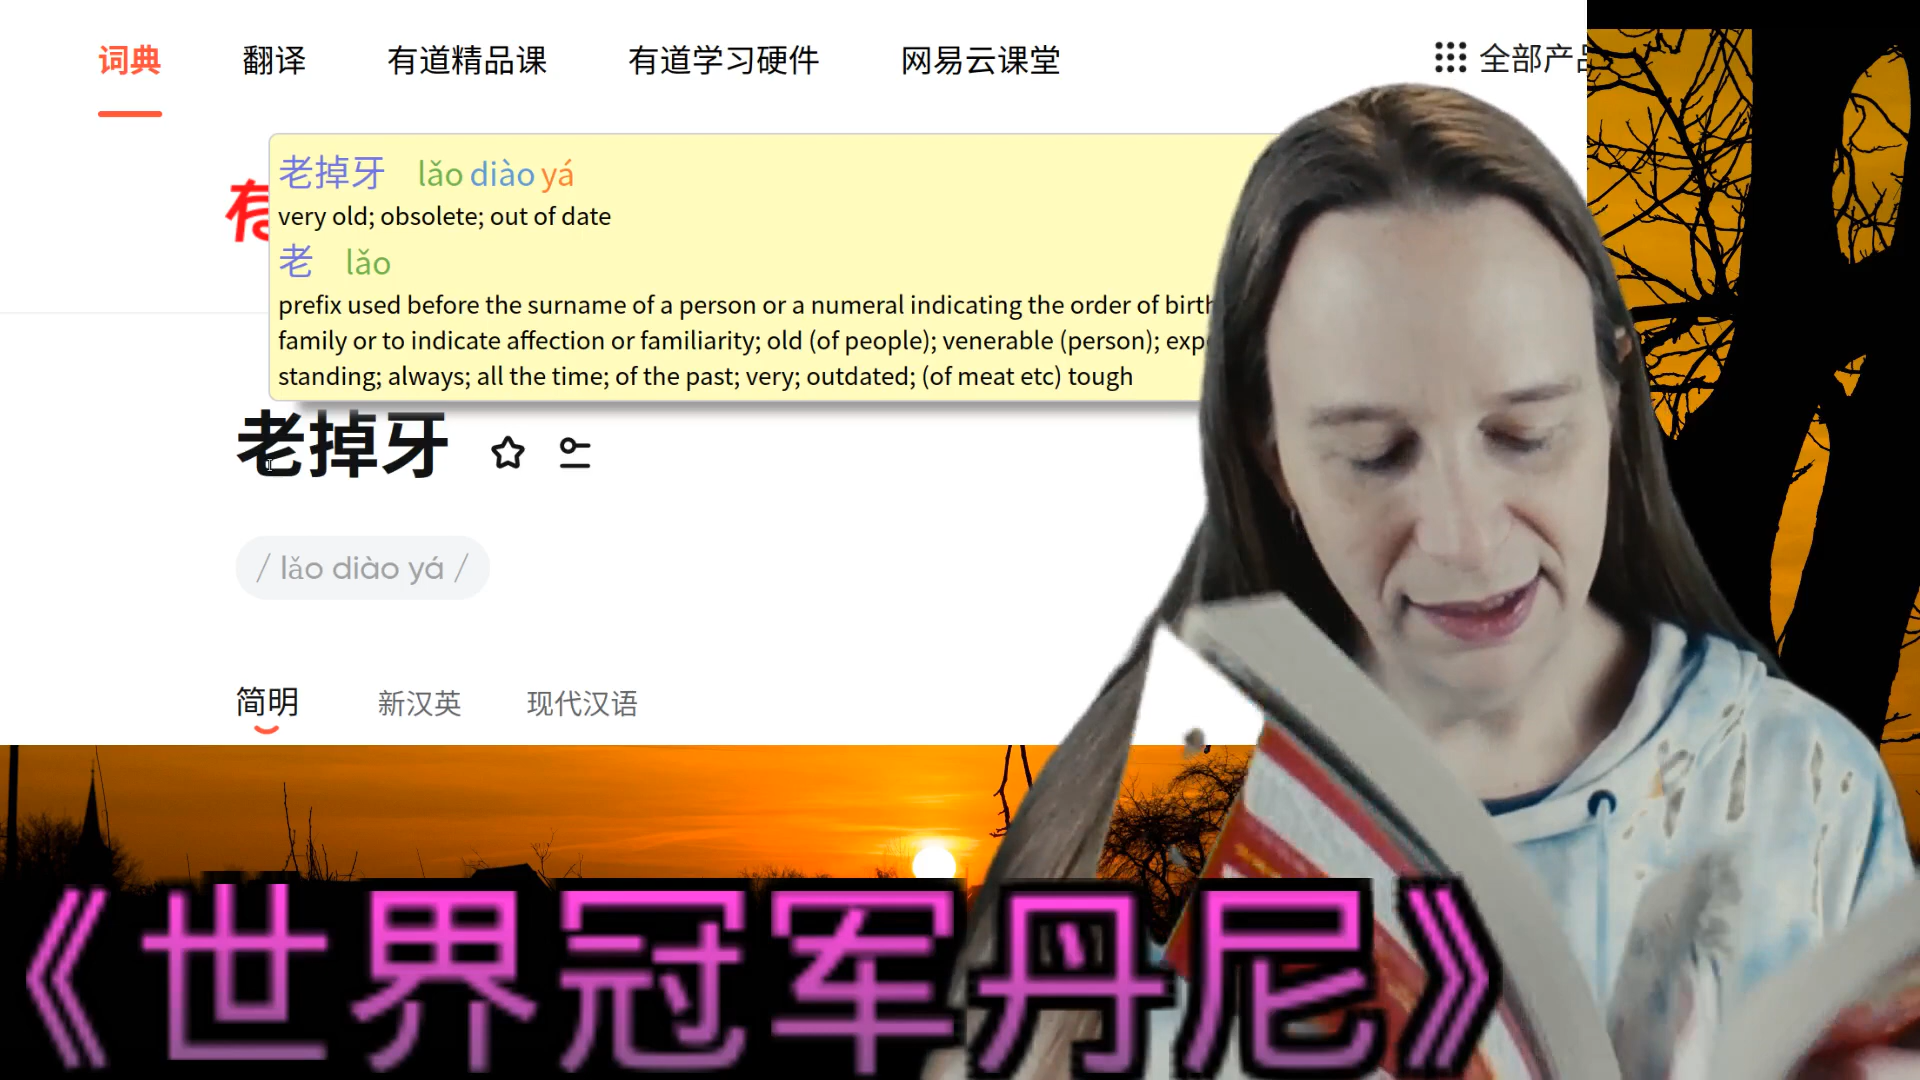 词典 翻译 有道精品课 有道学习硬件 网易云课堂 全部产品
老掉牙 lǎo diào yá
very old; obsolete; out of date
老 lǎo
prefix used before the surname of a person or a numeral indicating the order of birth
family or to indicate affection or familiarity; old (of people); venerable (person);
standing; always; all the time; of the past; very; outdated; (of meat etc) tough
老掉牙
/ lǎo diào yá /
简明 新汉英 现代汉语
《世界冠军丹尼》